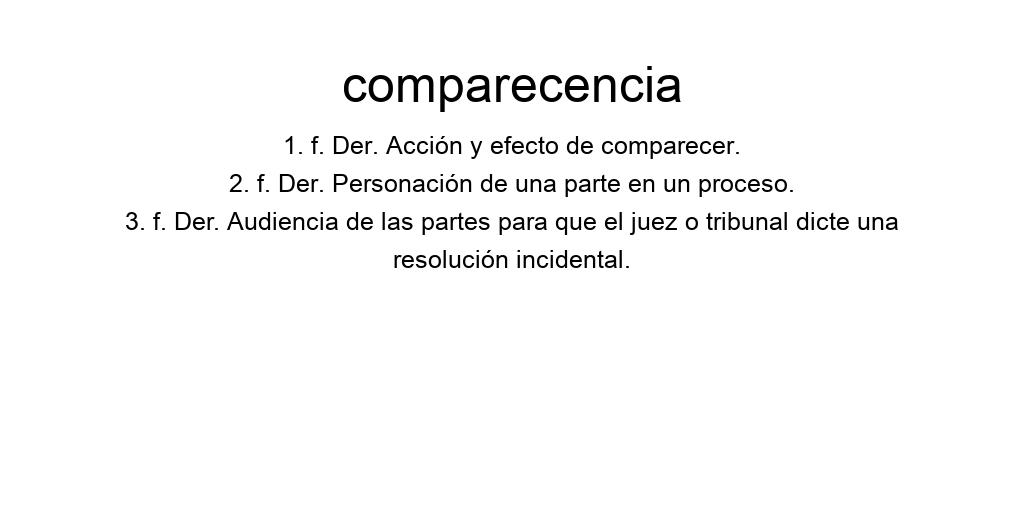 comparecencia
1. f. Der. Acción y efecto de comparecer.
2. f. Der. Personación de una parte en un proceso.
3. f. Der. Audiencia de las partes para que el juez o tribunal dicte una
resolución incidental.